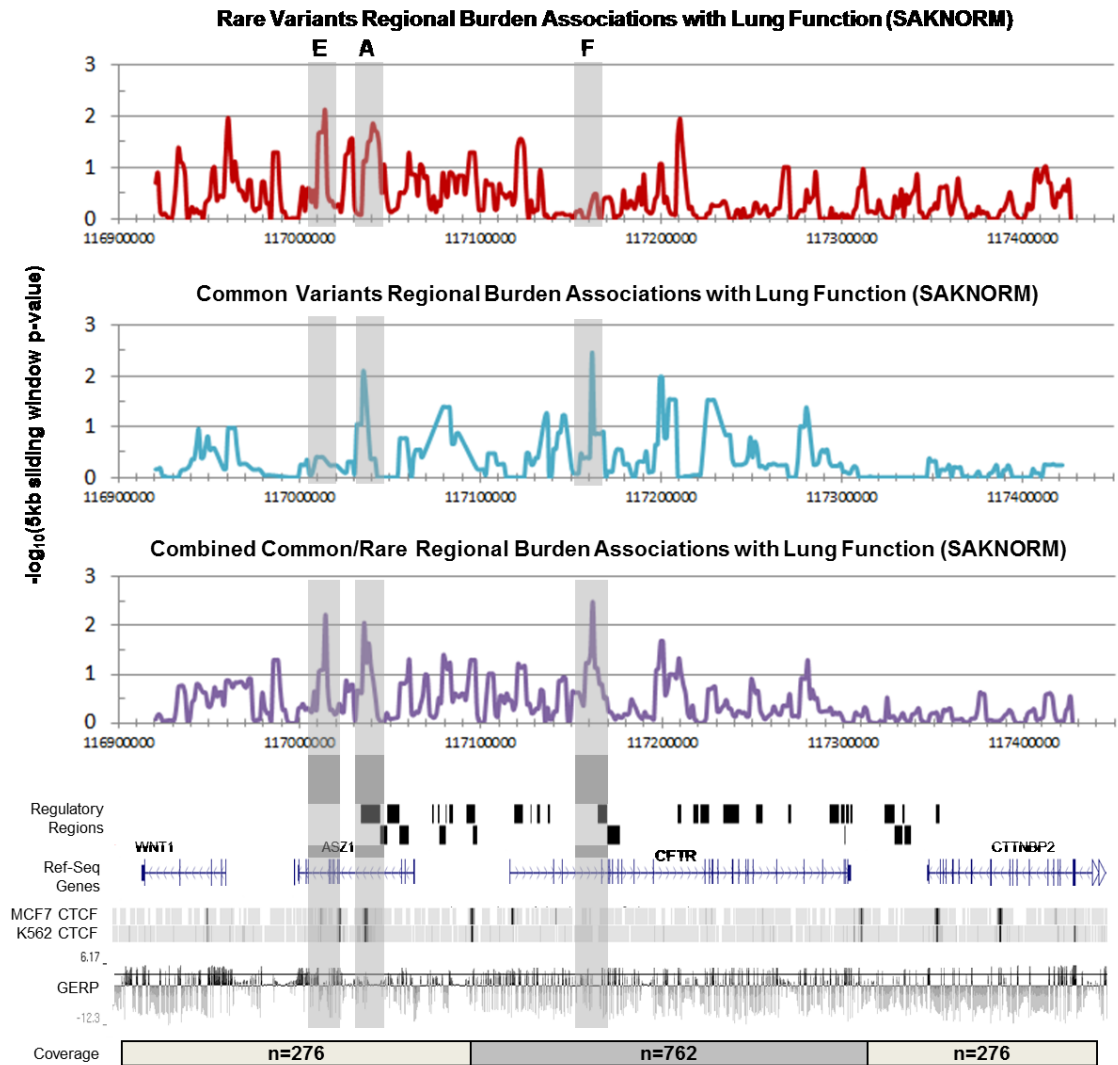 Rare Variants Regional Burden Associations with Lung Function (SAKNORM)
E A F
3
2
1
0
116900000 117000000 117100000 117200000 117300000 117400000
-log10(5kb sliding window p-value)
Common Variants Regional Burden Associations with Lung Function (SAKNORM)
3
2
1
0
116900000 117000000 117100000 117200000 117300000 117400000
Combined Common/Rare Regional Burden Associations with Lung Function (SAKNORM)
3
2
1
0
116900000 117000000 117100000 117200000 117300000 117400000
Regulatory
Regions
WNT1 ASZ1 CFTR CTTNBP2
Ref-Seq
Genes
MCF7 CTCF
K562 CTCF
6.17 _
GERP
-12.3 _
Coverage n=276 n=762 n=276